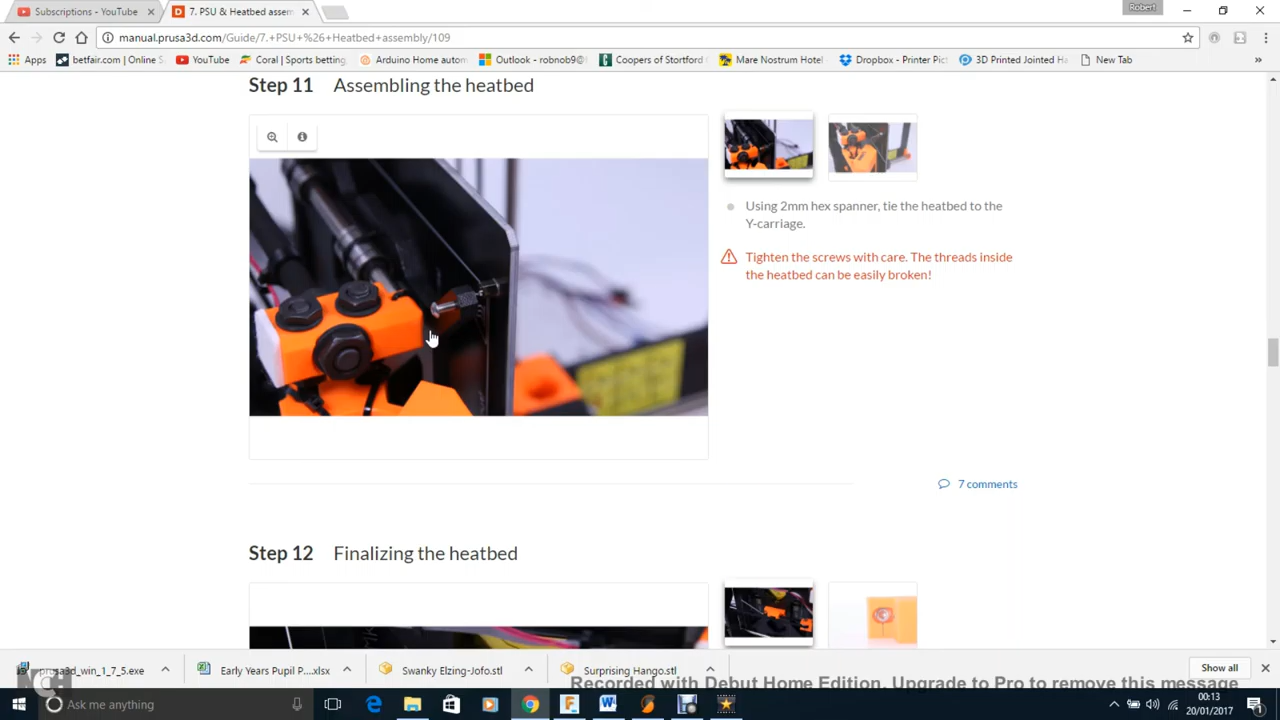 Robert
Subscriptions - YouTube
7. PSU & Heatbed assem
manual.prusa3d.com/Guide/7.+PSU+%26+Heatbed+assembly/109
Apps
betfair.com | Online S
YouTube
Coral | Sports betting
Arduino Home autom
Outlook - robnob9@
Coopers of Stortford
Mare Nostrum Hotel
Dropbox - Printer Pic
3D Printed Jointed Ha
New Tab
Step 11 Assembling the heatbed
Using 2mm hex spanner, tie the heatbed to the
Y-carriage.
Tighten the screws with care. The threads inside
the heatbed can be easily broken!
7 comments
Step 12 Finalizing the heatbed
prusa3d_win_1_7_5.exe
Early Years Pupil P....xlsx
Swanky Elzing-Jofo.stl
Surprising Hango.stl
Show all
Recorded with Debut Home Edition. Upgrade to Pro to remove this message
Ask me anything
00:13
20/01/2017